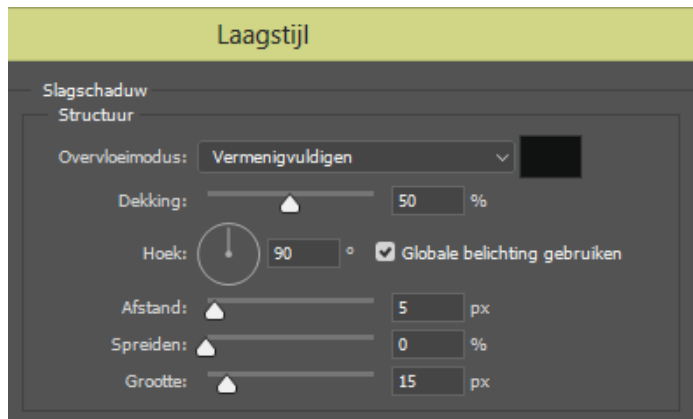 Laagstijl
Slagschaduw
Structuur
Overvloeimodus: Vermenigvuldigen
Dekking: 50 %
Hoek: 90 ° Globale belichting gebruiken
Afstand: 5 px
Spreiden: 0 %
Grootte: 15 px